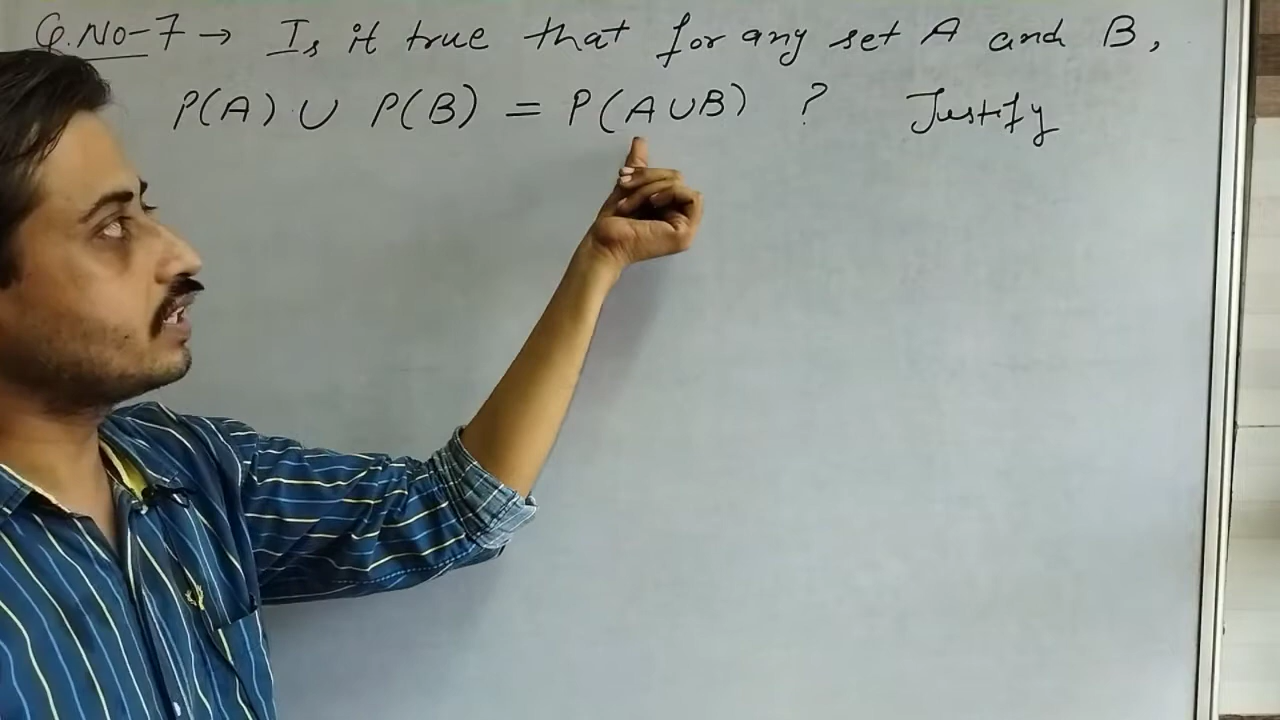 Q.No-7 → Is it true that for any set A and B,
P(A) ∪ P(B) = P(A∪B) ? Justify